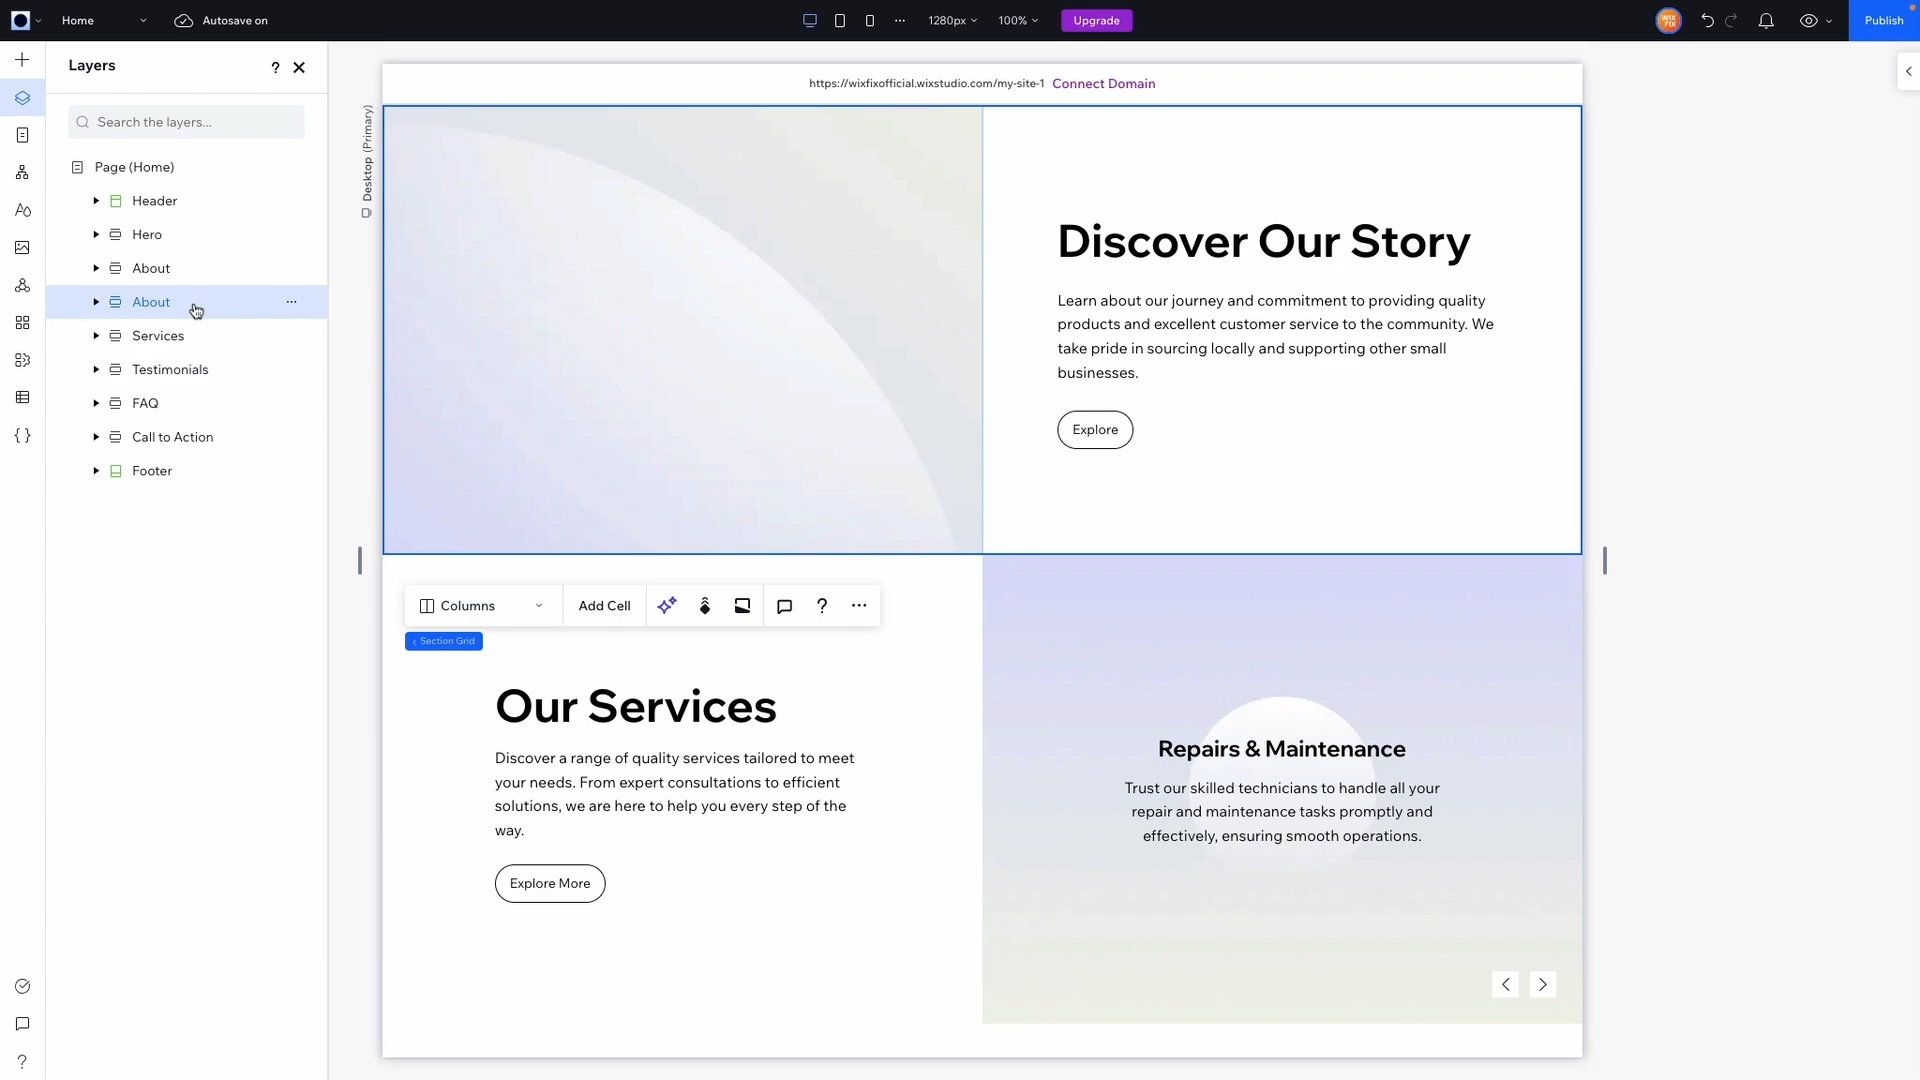 Home
Autosave on
1280px
100%
Upgrade
WIX
FIX
Publish
Layers
?
Search the layers...
Page (Home)
Header
Hero
About
About
Services
Testimonials
FAQ
Call to Action
Footer
?
https://wixfixofficial.wixstudio.com/my-site-1 Connect Domain
Desktop (Primary)
Discover Our Story
Learn about our journey and commitment to providing quality
products and excellent customer service to the community. We
take pride in sourcing locally and supporting other small
businesses.
Explore
Columns
Add Cell
?
Section Grid
Our Services
Discover a range of quality services tailored to meet
your needs. From expert consultations to efficient
solutions, we are here to help you every step of the
way.
Explore More
Repairs & Maintenance
Trust our skilled technicians to handle all your
repair and maintenance tasks promptly and
effectively, ensuring smooth operations.